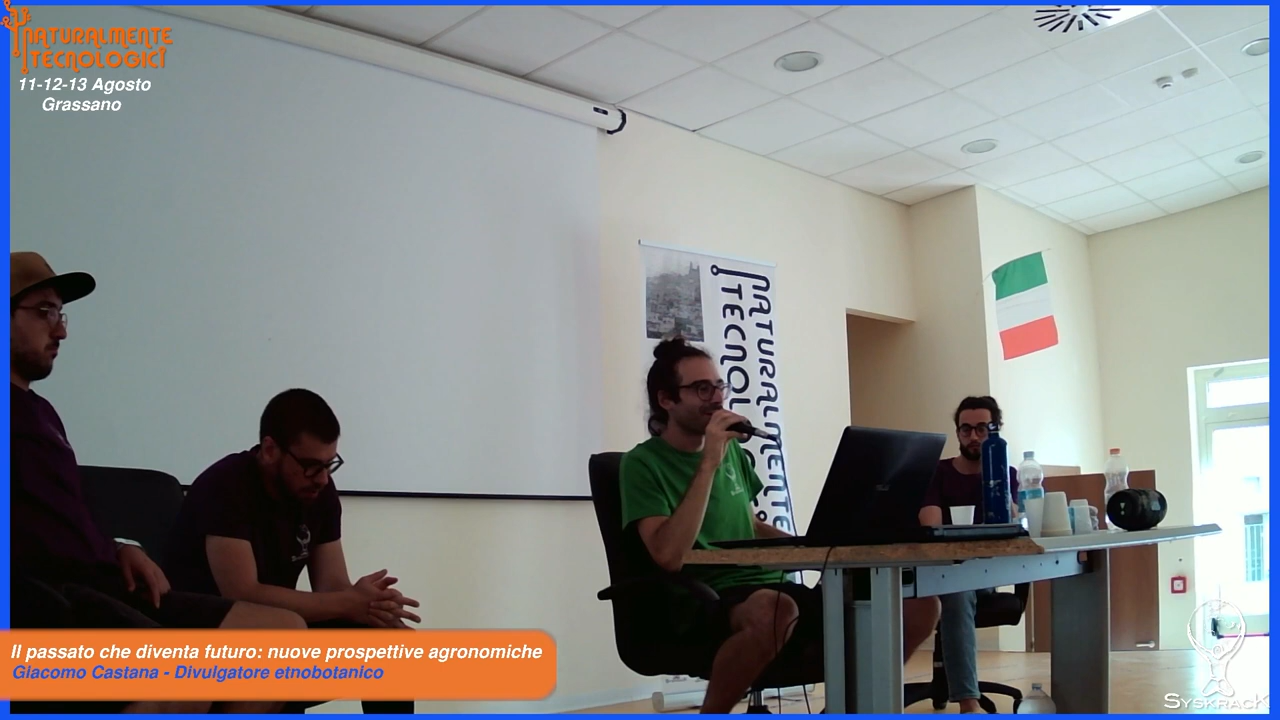 NATURALMENTE
TECNOLOGICI
11-12-13 Agosto
Grassano
NATURALMENTE
Il passato che diventa futuro: nuove prospettive agronomiche
Giacomo Castana - Divulgatore etnobotanico
SYSKRACK